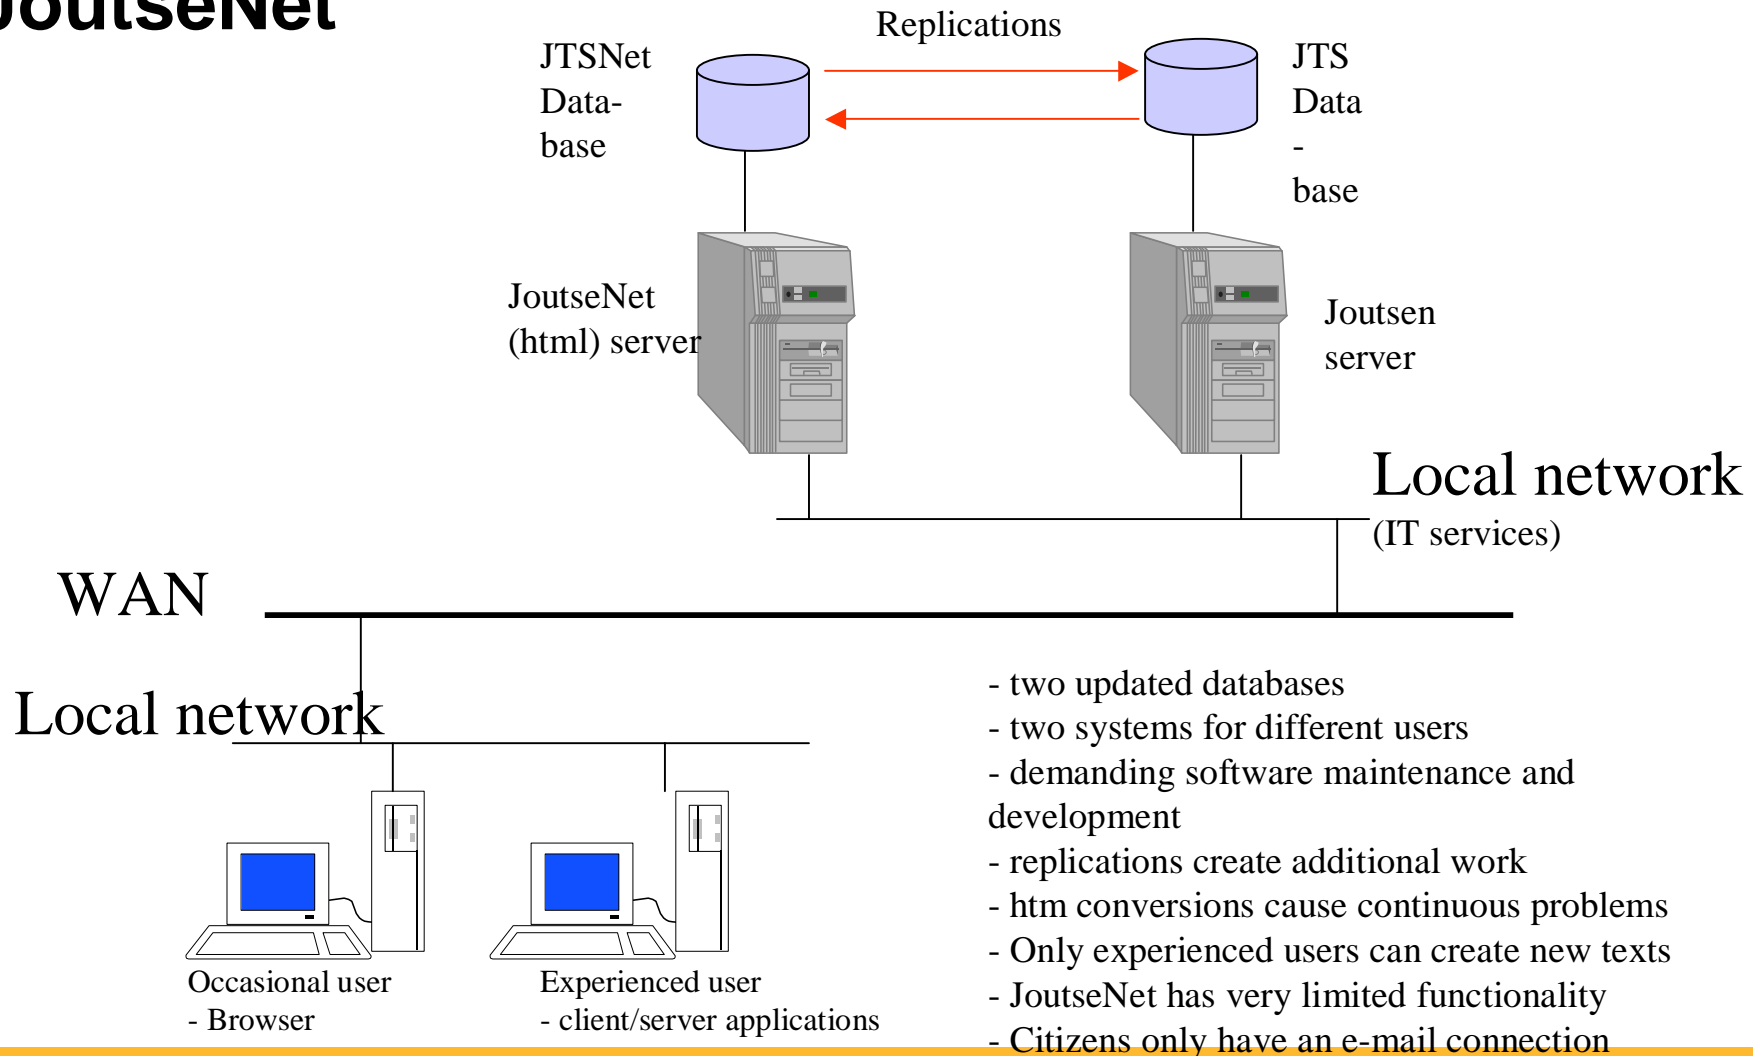 JoutseNet
Replications
JTSNet
Data-
base
JTS
Data
-
base
JoutseNet
(html) server
Joutsen
server
Local network
(IT services)
WAN
Local network
- two updated databases
- two systems for different users
- demanding software maintenance and
development
- replications create additional work
- htm conversions cause continuous problems
- Only experienced users can create new texts
- JoutseNet has very limited functionality
- Citizens only have an e-mail connection
Occasional user
- Browser
Experienced user
- client/server applications